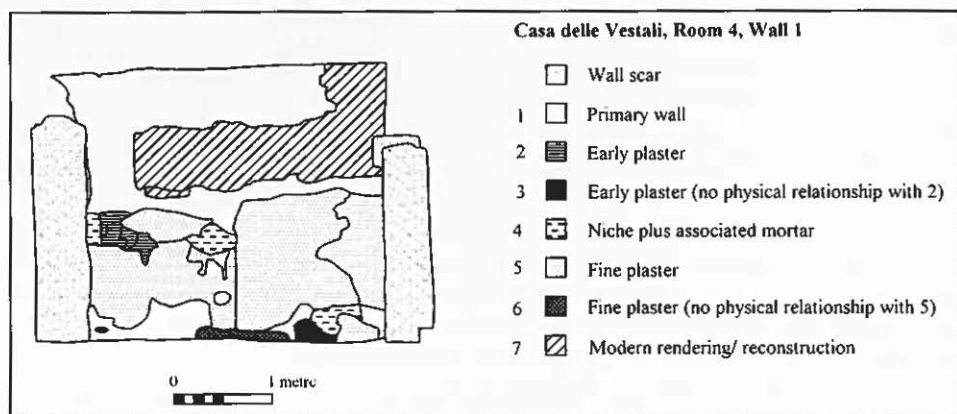 Casa delle Vestali, Room 4, Wall 1
Wall scar
1 Primary wall
2 Early plaster
3 Early plaster (no physical relationship with 2)
4 Niche plus associated mortar
5 Fine plaster
6 Fine plaster (no physical relationship with 5)
7 Modern rendering/ reconstruction
0 1 metre